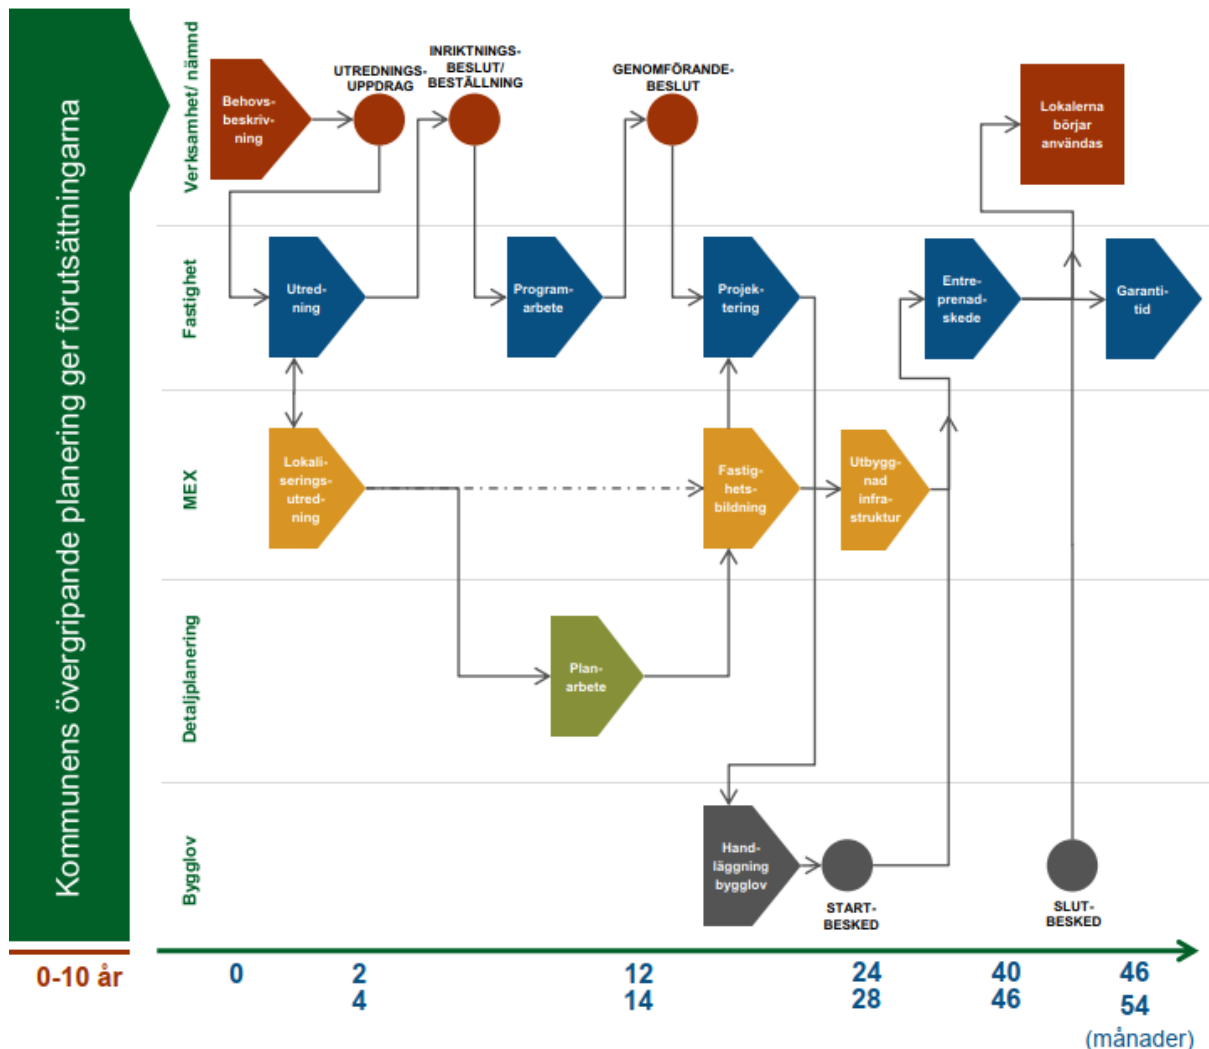 Kommunens övergripande planering ger förutsättningarna
0-10 år
Verksamhet/ nämnd
Behovs-
beskriv-
ning
UTREDNINGS-
UPPDRAG
INRIKTNINGS-
BESLUT/
BESTÄLLNING
GENOMFÖRANDE-
BESLUT
Lokalerna
börjar
användas
Fastighet
Utred-
ning
Program-
arbete
Projek-
tering
Entre-
prenad-
skede
Garanti-
tid
MEX
Lokali-
serings-
utred-
ning
Fastig-
hets-
bildning
Utbygg-
nad
infra-
struktur
Detaljplanering
Plan-
arbete
Bygglov
Hand-
läggning
bygglov
START-
BESKED
SLUT-
BESKED
0
2
4
12
14
24
28
40
46
46
54
(månader)